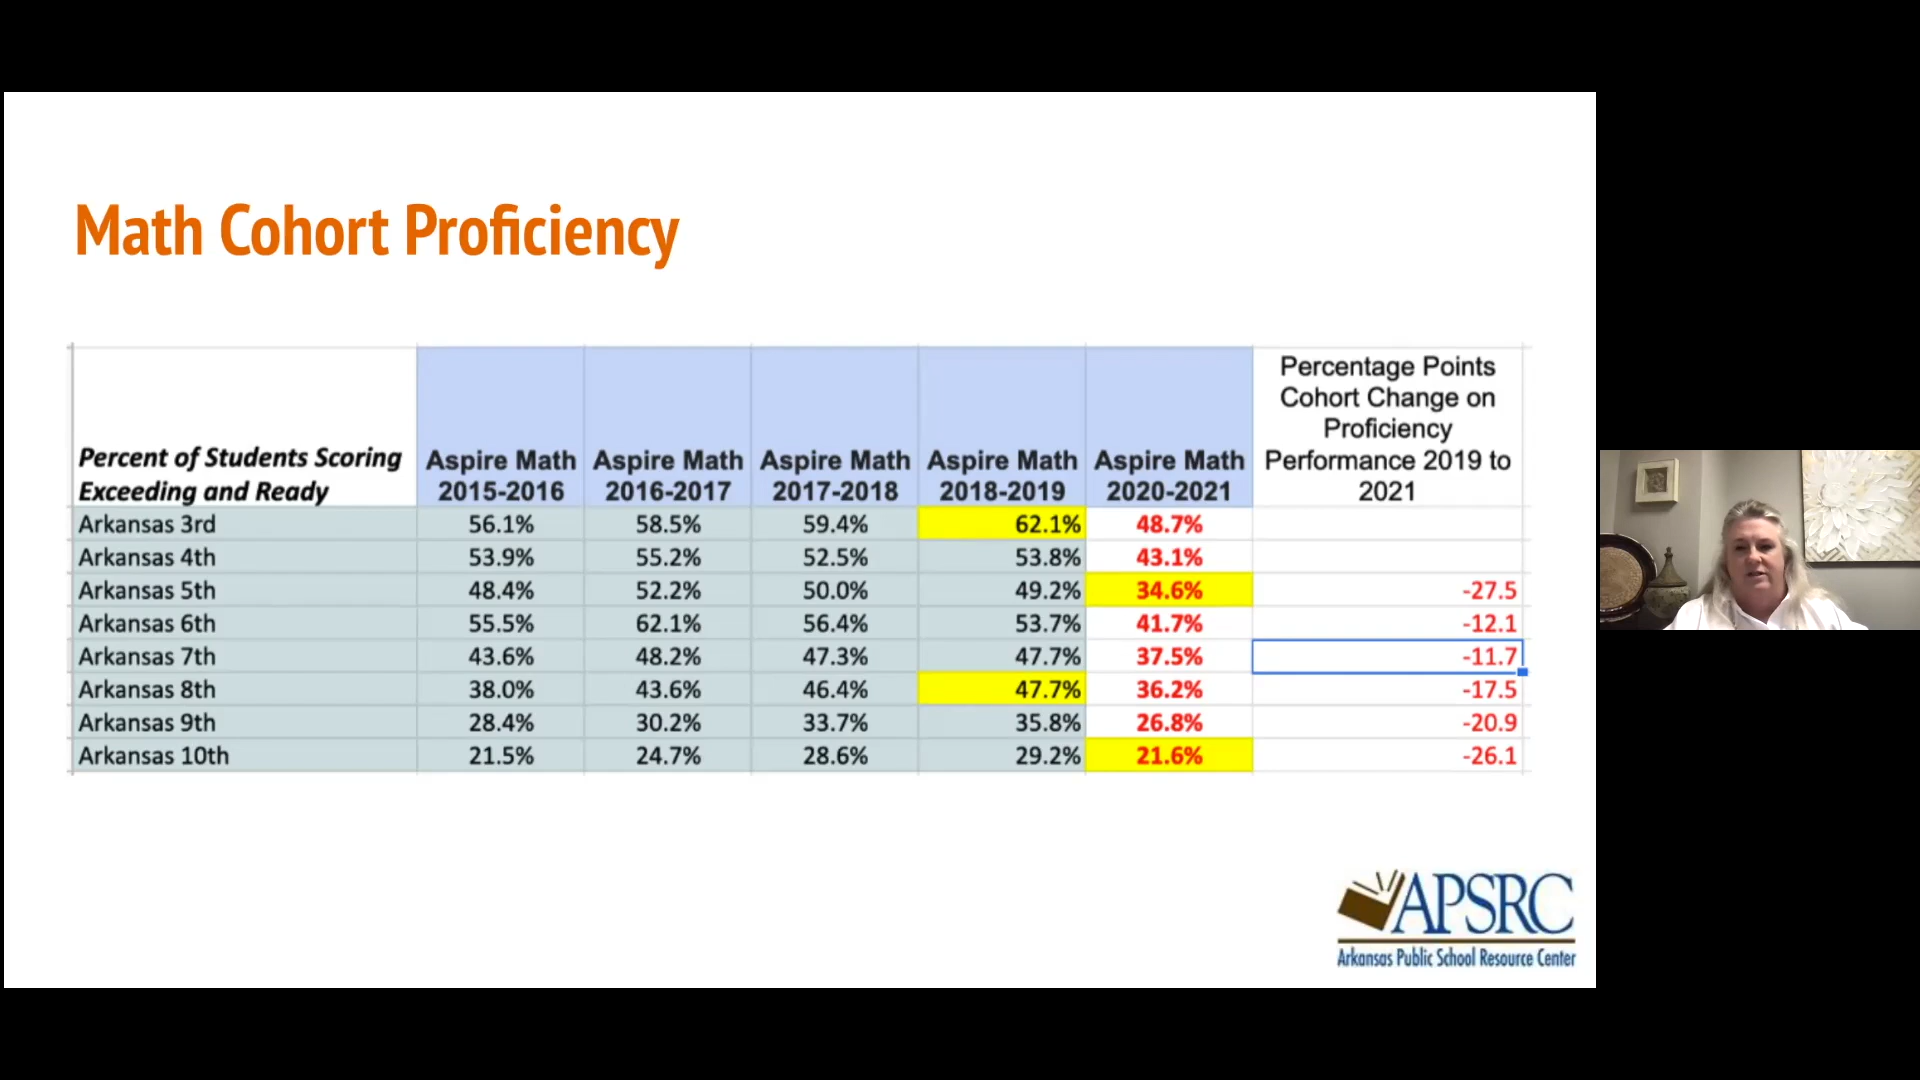 Math Cohort Proficiency
Percent of Students Scoring Exceeding and Ready Aspire Math 2015-2016 Aspire Math 2016-2017 Aspire Math 2017-2018 Aspire Math 2018-2019 Aspire Math 2020-2021 Percentage Points Cohort Change on Proficiency Performance 2019 to 2021
Arkansas 3rd 56.1% 58.5% 59.4% 62.1% 48.7%
Arkansas 4th 53.9% 55.2% 52.5% 53.8% 43.1%
Arkansas 5th 48.4% 52.2% 50.0% 49.2% 34.6% -27.5
Arkansas 6th 55.5% 62.1% 56.4% 53.7% 41.7% -12.1
Arkansas 7th 43.6% 48.2% 47.3% 47.7% 37.5% -11.7
Arkansas 8th 38.0% 43.6% 46.4% 47.7% 36.2% -17.5
Arkansas 9th 28.4% 30.2% 33.7% 35.8% 26.8% -20.9
Arkansas 10th 21.5% 24.7% 28.6% 29.2% 21.6% -26.1
APSRC
Arkansas Public School Resource Center